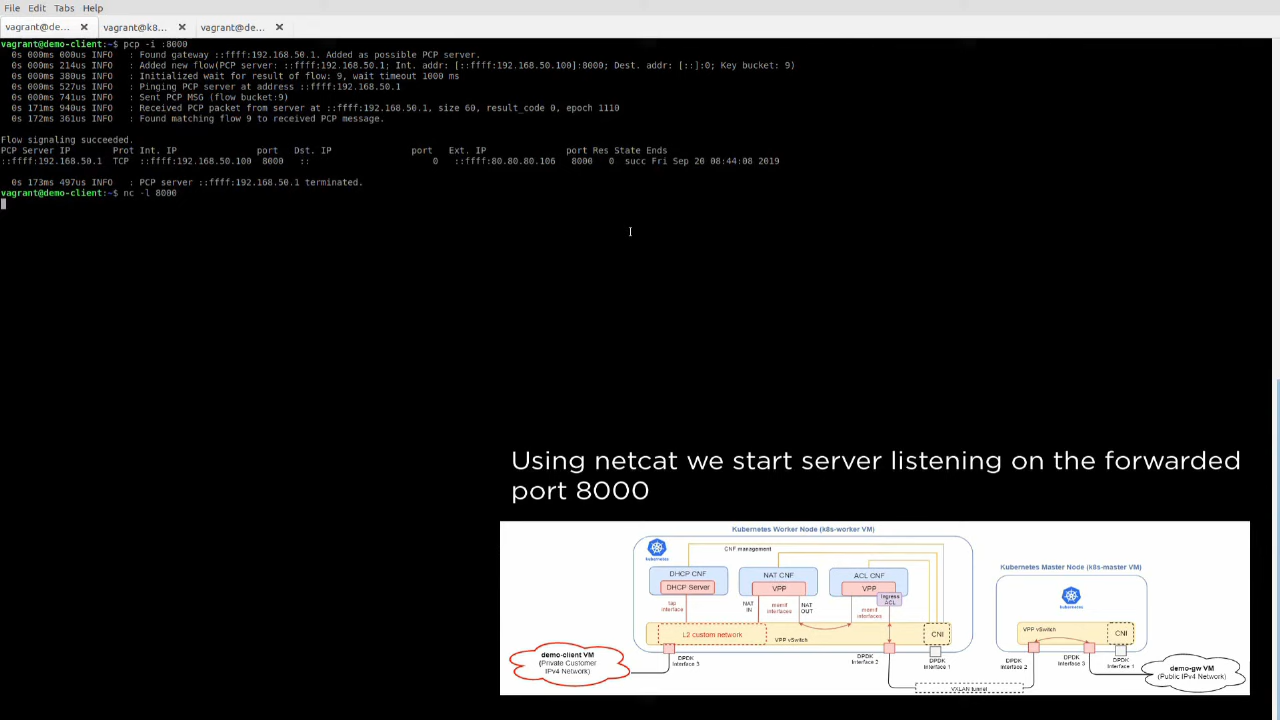 File Edit Tabs Help
vagrant@de... vagrant@k8... vagrant@de...
vagrant@demo-client:~$ pcp -i :8000
0s 000ms 000us INFO : Found gateway ::ffff:192.168.50.1. Added as possible PCP server.
0s 000ms 214us INFO : Added new flow(PCP server: ::ffff:192.168.50.1; Int. addr: [::ffff:192.168.50.100]:8000; Dest. addr: [::]:0; Key bucket: 9)
0s 000ms 380us INFO : Initialized wait for result of flow: 9, wait timeout 1000 ms
0s 000ms 527us INFO : Pinging PCP server at address ::ffff:192.168.50.1
0s 000ms 741us INFO : Sent PCP MSG (flow bucket:9)
0s 171ms 940us INFO : Received PCP packet from server at ::ffff:192.168.50.1, size 60, result_code 0, epoch 1110
0s 172ms 361us INFO : Found matching flow 9 to received PCP message.
Flow signaling succeeded.
PCP Server IP Prot Int. IP port Dst. IP port Ext. IP port Res State Ends
::ffff:192.168.50.1 TCP ::ffff:192.168.50.100 8000 :: 0 ::ffff:80.80.80.106 8000 0 succ Fri Sep 20 08:44:08 2019
0s 173ms 497us INFO : PCP server ::ffff:192.168.50.1 terminated.
vagrant@demo-client:~$ nc -l 8000
Using netcat we start server listening on the forwarded
port 8000
Kubernetes Worker Node (k8s-worker VM)
kubernetes
CNF management
DHCP CNF
DHCP Server
NAT CNF
VPP
ACL CNF
VPP
Ingress
ACL
tap
interface
NAT
IN
memif
interfaces
NAT
OUT
memif
interfaces
L2 custom network
VPP vSwitch
CNI
DPDK
Interface 3
DPDK
Interface 2
DPDK
Interface 1
demo-client VM
(Private Customer
IPv4 Network)
VXLAN tunnel
Kubernetes Master Node (k8s-master VM)
kubernetes
VPP vSwitch
CNI
DPDK
Interface 2
DPDK
Interface 3
DPDK
Interface 1
demo-gw VM
(Public IPv4 Network)